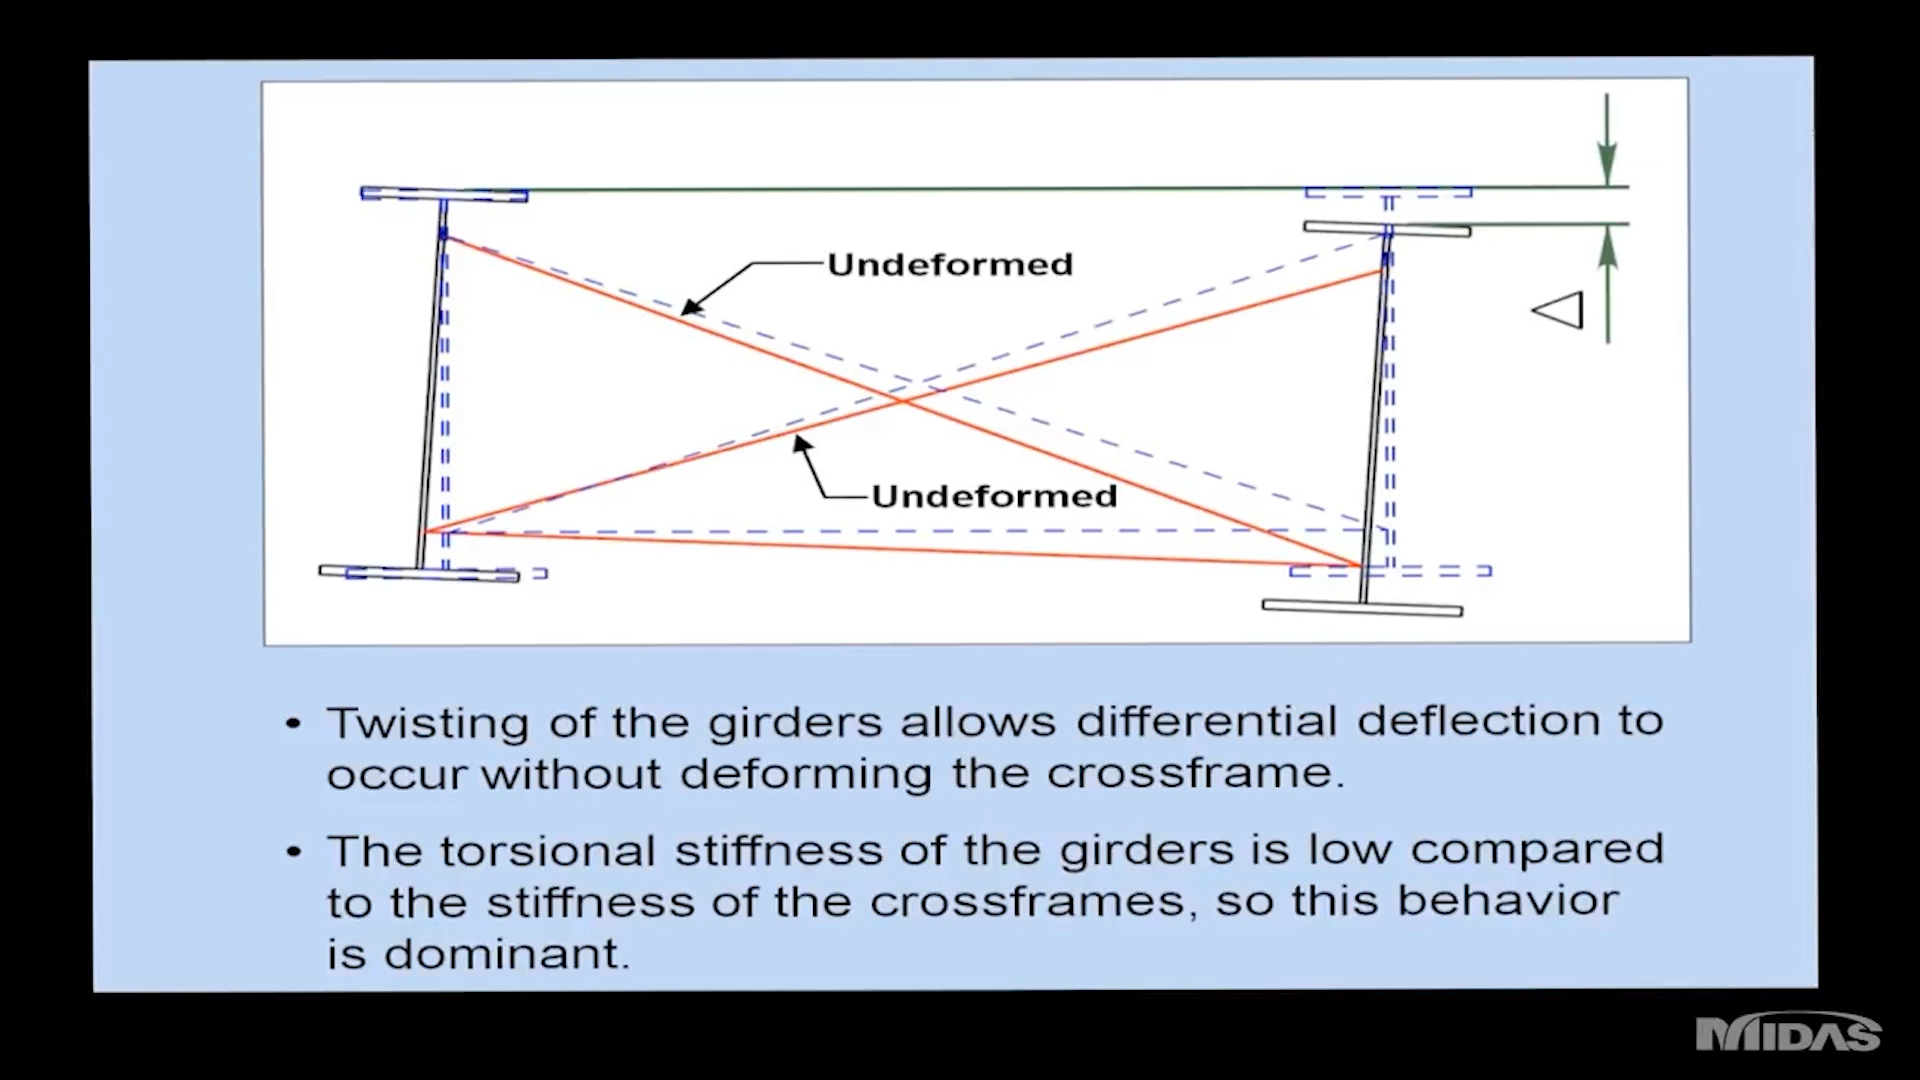 Undeformed
Δ
Undeformed
• Twisting of the girders allows differential deflection to
occur without deforming the crossframe.
• The torsional stiffness of the girders is low compared
to the stiffness of the crossframes, so this behavior
is dominant.
MIDAS